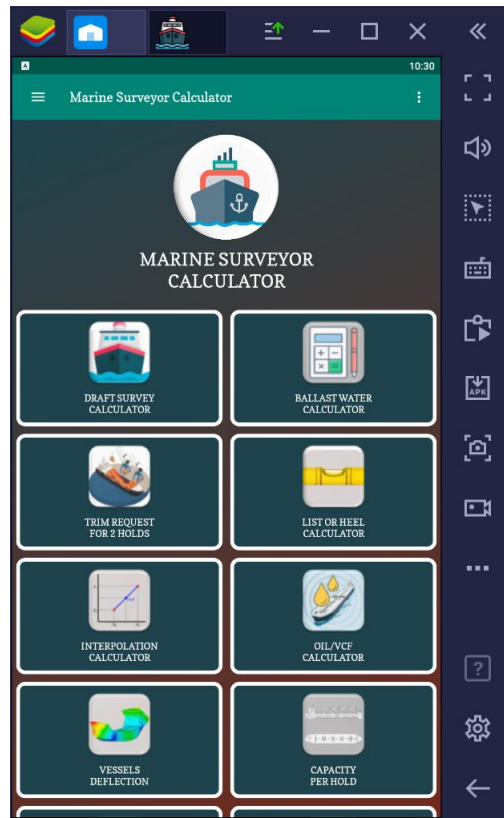 A
10:30
Marine Surveyor Calculator
MARINE SURVEYOR
CALCULATOR
DRAFT SURVEY
CALCULATOR
BALLAST WATER
CALCULATOR
TRIM REQUEST
FOR 2 HOLDS
LIST OR HEEL
CALCULATOR
INTERPOLATION
CALCULATOR
OIL/VCF
CALCULATOR
VESSELS
DEFLECTION
CAPACITY
PER HOLD
APK
?